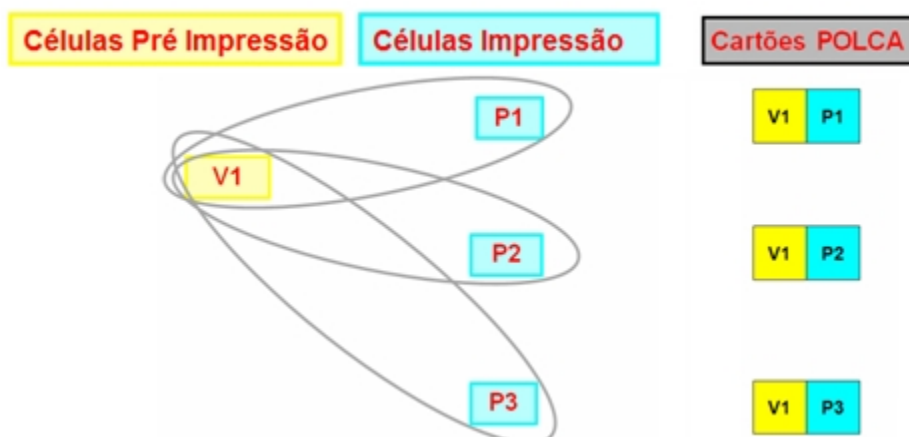 Células Pré Impressão Células Impressão Cartões POLCA
P1 V1 P1
V1
P2 V1 P2
P3 V1 P3